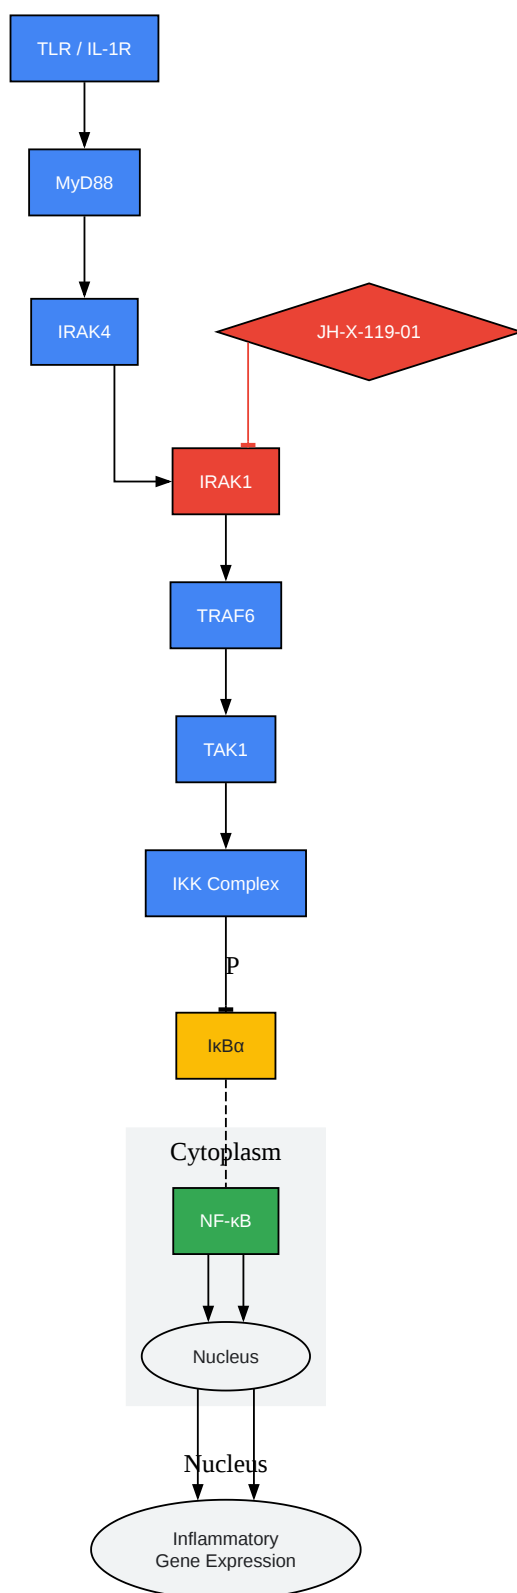 TLR / IL-1R
MyD88
IRAK4
JH-X-119-01
IRAK1
TRAF6
TAK1
IKK Complex
P
IκBα
Cytoplasm
NF-κB
Nucleus
Nucleus
Inflammatory
Gene Expression